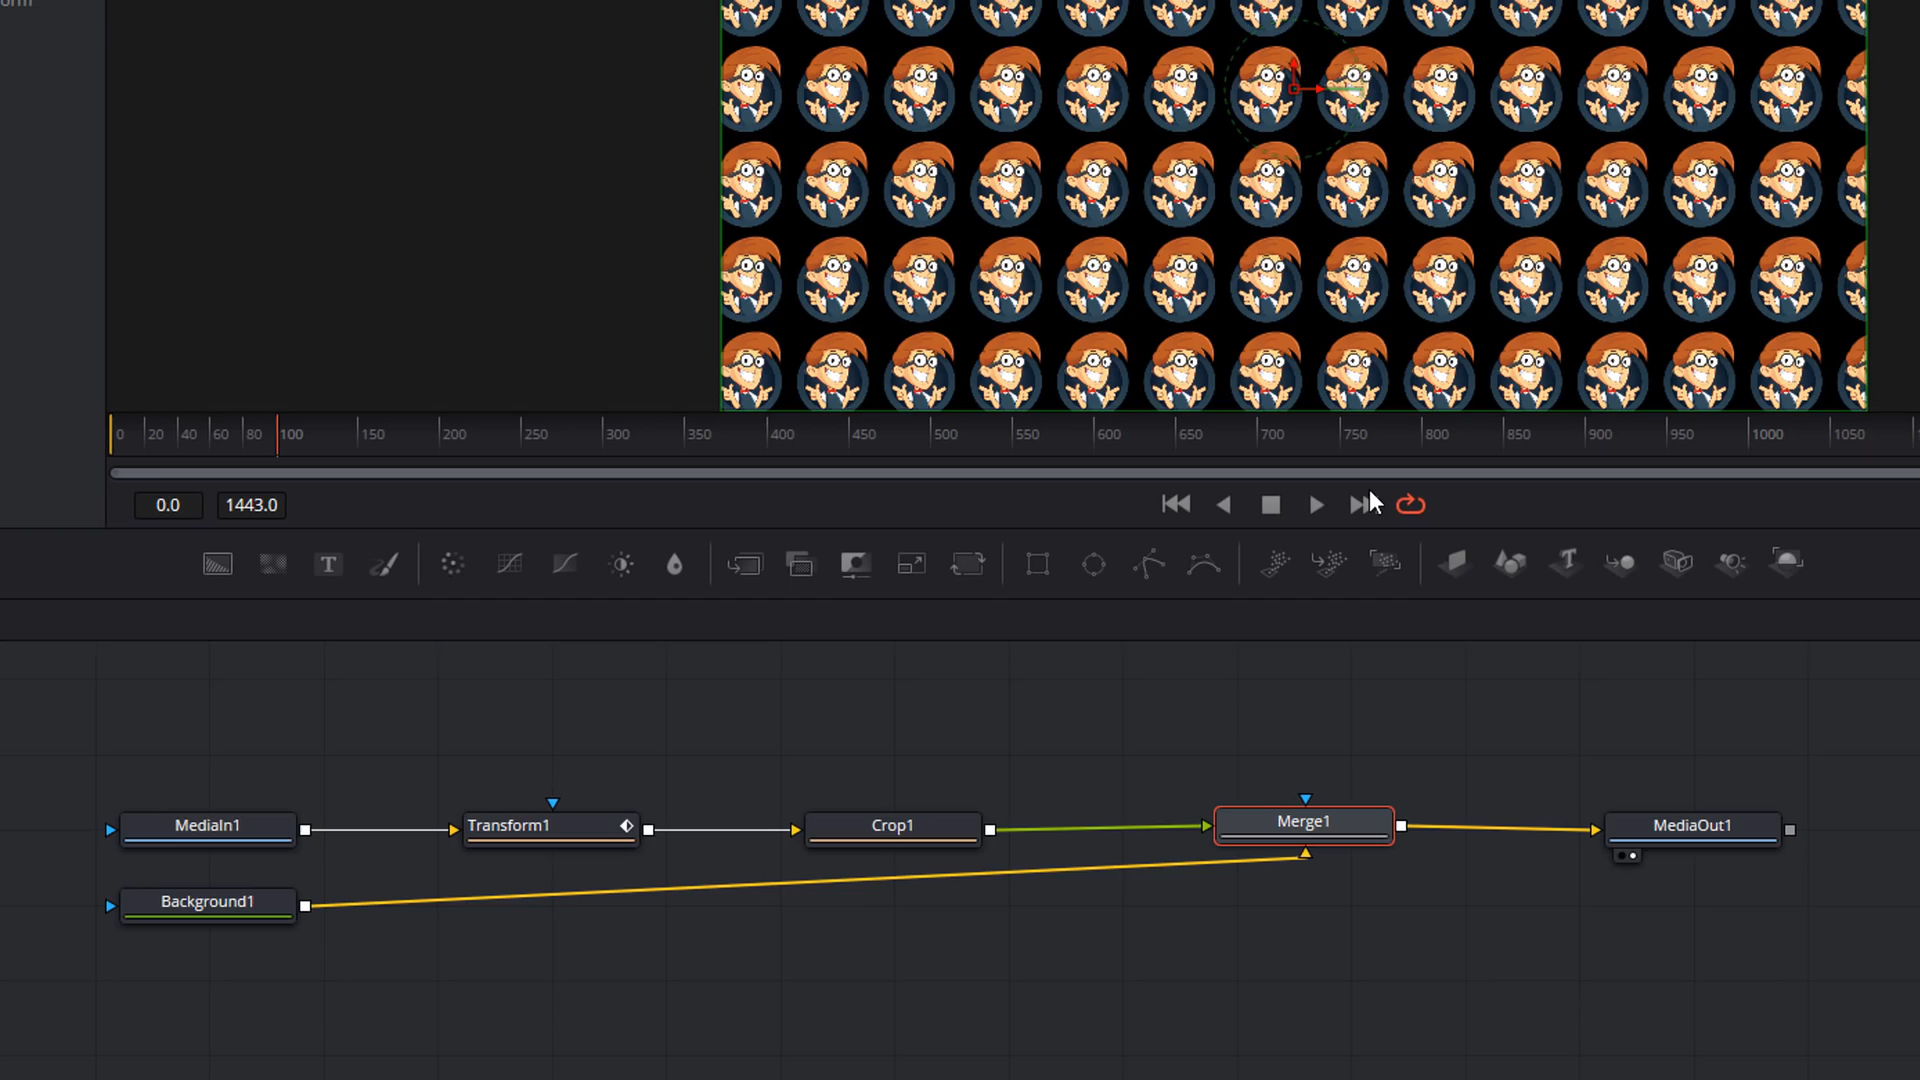 orm
0 20 40 60 80 100 150 200 250 300 350 400 450 500 550 600 650 700 750 800 850 900 950 1000 1050
0.0 1443.0
T T
MediaIn1 Transform1 Crop1 Merge1 MediaOut1
Background1